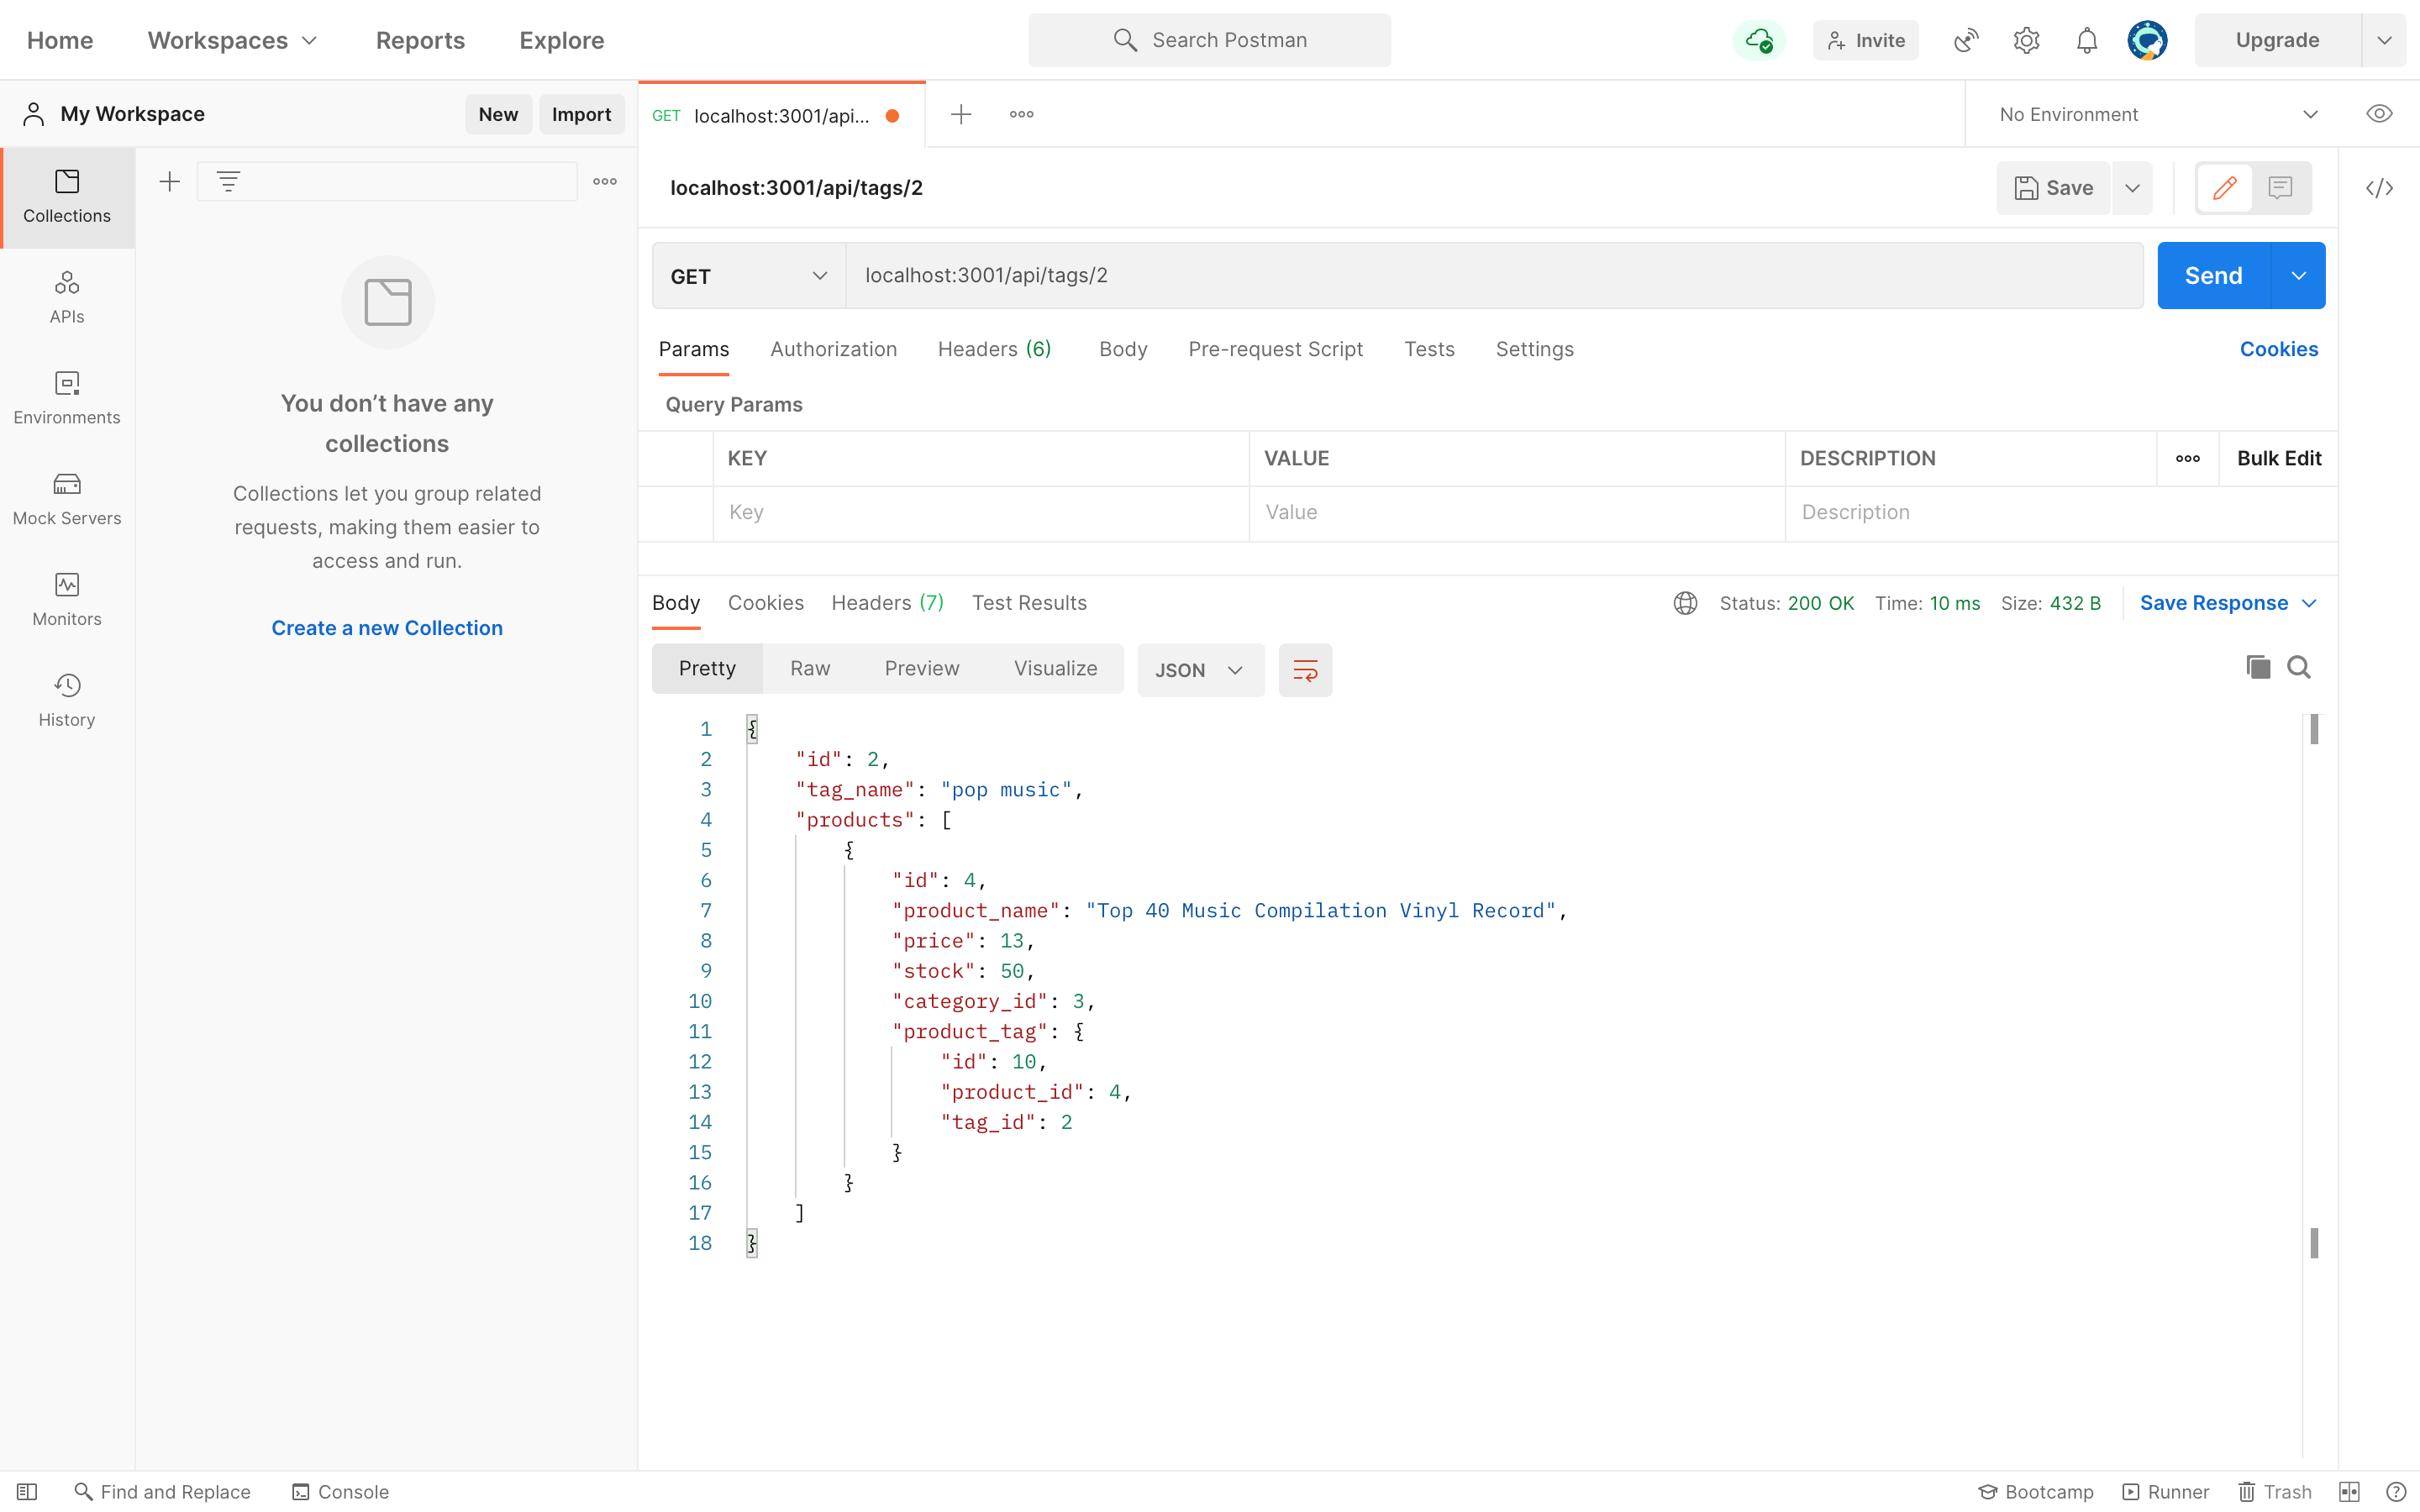 Home Workspaces Reports Explore Search Postman Invite Upgrade
My Workspace New Import GET localhost:3001/api... No Environment
Collections
APIs
Environments
Mock Servers
Monitors
History
You don’t have any
collections
Collections let you group related
requests, making them easier to
access and run.
Create a new Collection
localhost:3001/api/tags/2 Save
GET localhost:3001/api/tags/2 Send
Params Authorization Headers (6) Body Pre-request Script Tests Settings Cookies
Query Params
KEY VALUE DESCRIPTION Bulk Edit
Key Value Description
Body Cookies Headers (7) Test Results Status: 200 OK Time: 10 ms Size: 432 B Save Response
Pretty Raw Preview Visualize JSON
1 {
2 "id": 2,
3 "tag_name": "pop music",
4 "products": [
5 {
6 "id": 4,
7 "product_name": "Top 40 Music Compilation Vinyl Record",
8 "price": 13,
9 "stock": 50,
10 "category_id": 3,
11 "product_tag": {
12 "id": 10,
13 "product_id": 4,
14 "tag_id": 2
15 }
16 }
17 ]
18 }
Find and Replace Console Bootcamp Runner Trash